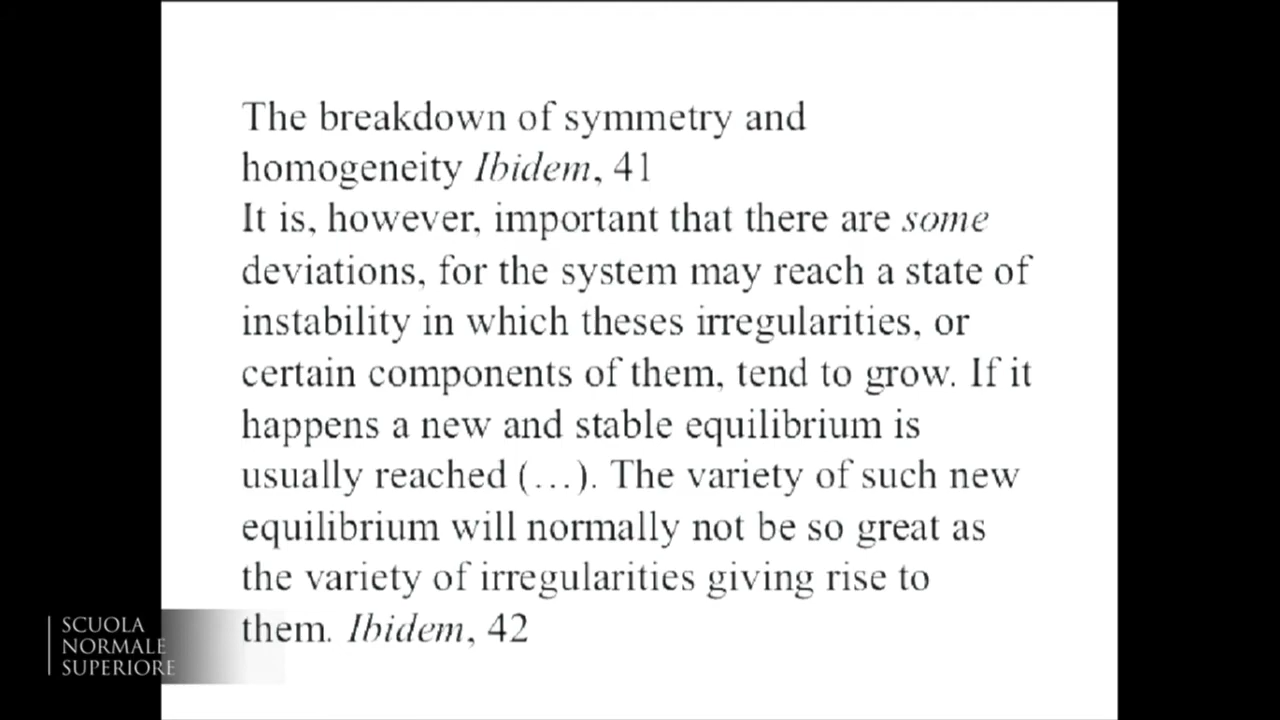 The breakdown of symmetry and
homogeneity Ibidem, 41
It is, however, important that there are some
deviations, for the system may reach a state of
instability in which theses irregularities, or
certain components of them, tend to grow. If it
happens a new and stable equilibrium is
usually reached (…). The variety of such new
equilibrium will normally not be so great as
the variety of irregularities giving rise to
them. Ibidem, 42
SCUOLA
NORMALE
SUPERIORE